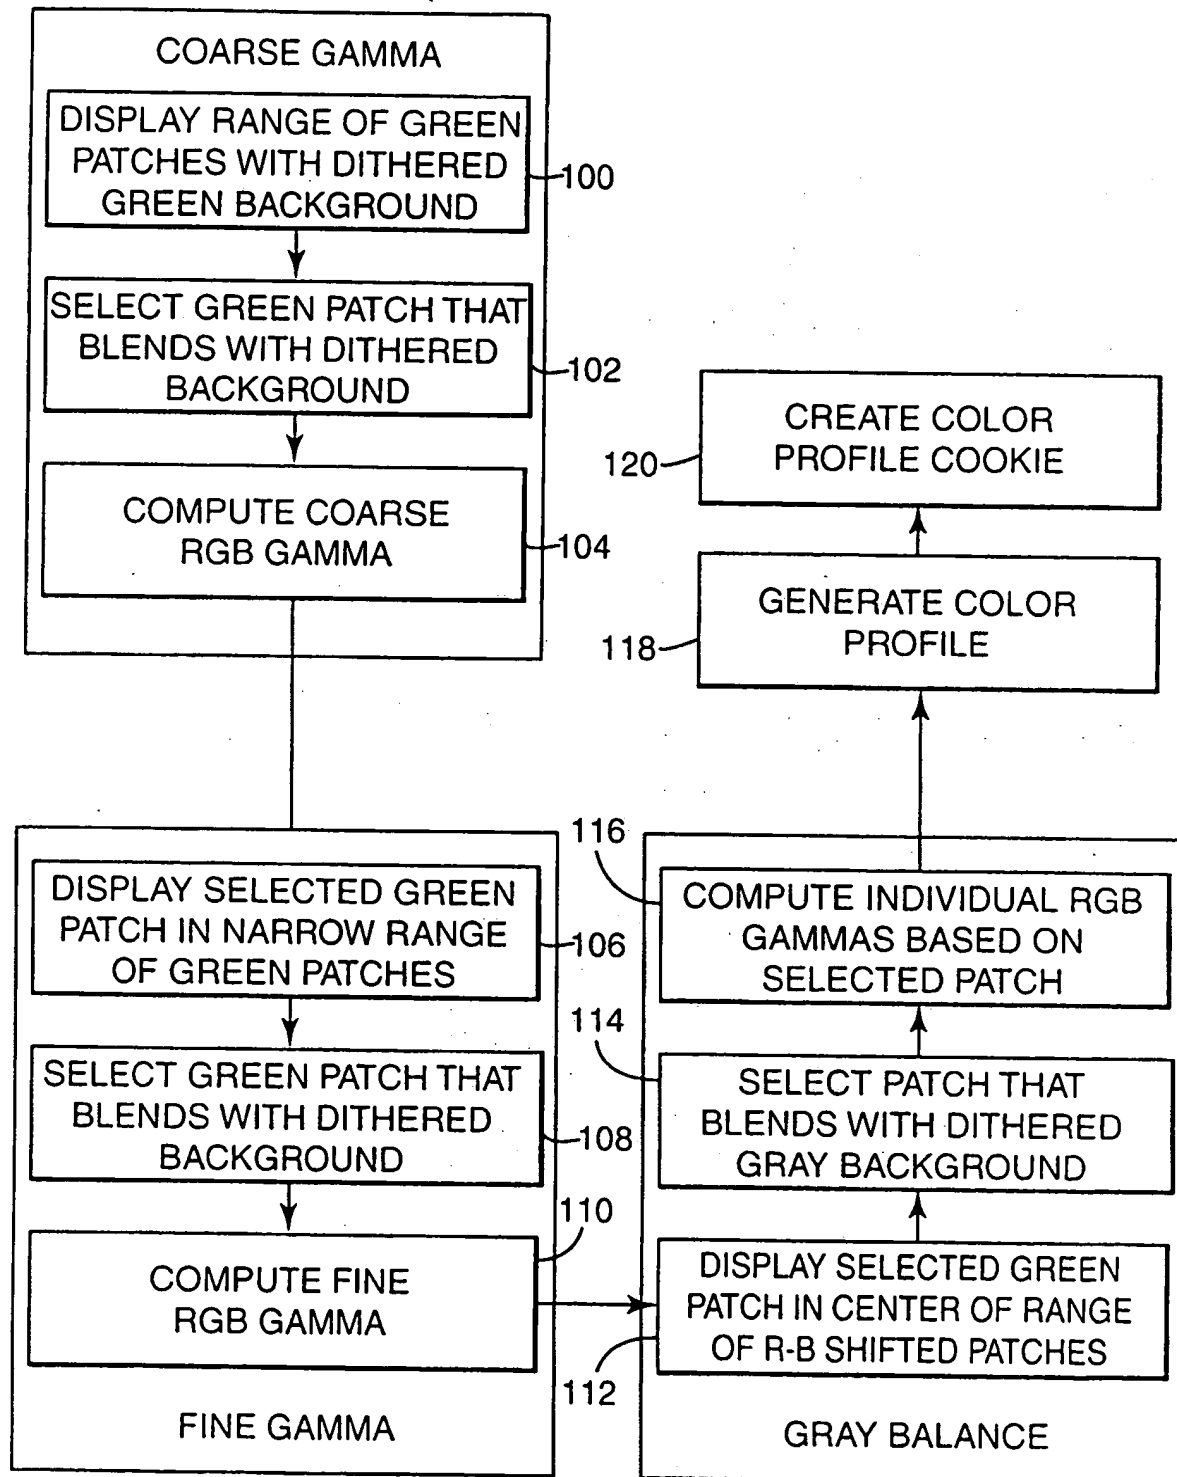 COARSE GAMMA
DISPLAY RANGE OF GREEN
PATCHES WITH DITHERED
GREEN BACKGROUND
100
SELECT GREEN PATCH THAT
BLENDS WITH DITHERED
BACKGROUND
102
COMPUTE COARSE
RGB GAMMA
104
DISPLAY SELECTED GREEN
PATCH IN NARROW RANGE
OF GREEN PATCHES
106
SELECT GREEN PATCH THAT
BLENDS WITH DITHERED
BACKGROUND
108
COMPUTE FINE
RGB GAMMA
110
FINE GAMMA
DISPLAY SELECTED GREEN
PATCH IN CENTER OF RANGE
OF R-B SHIFTED PATCHES
112
SELECT PATCH THAT
BLENDS WITH DITHERED
GRAY BACKGROUND
114
COMPUTE INDIVIDUAL RGB
GAMMAS BASED ON
SELECTED PATCH
116
GRAY BALANCE
GENERATE COLOR
PROFILE
118
CREATE COLOR
PROFILE COOKIE
120